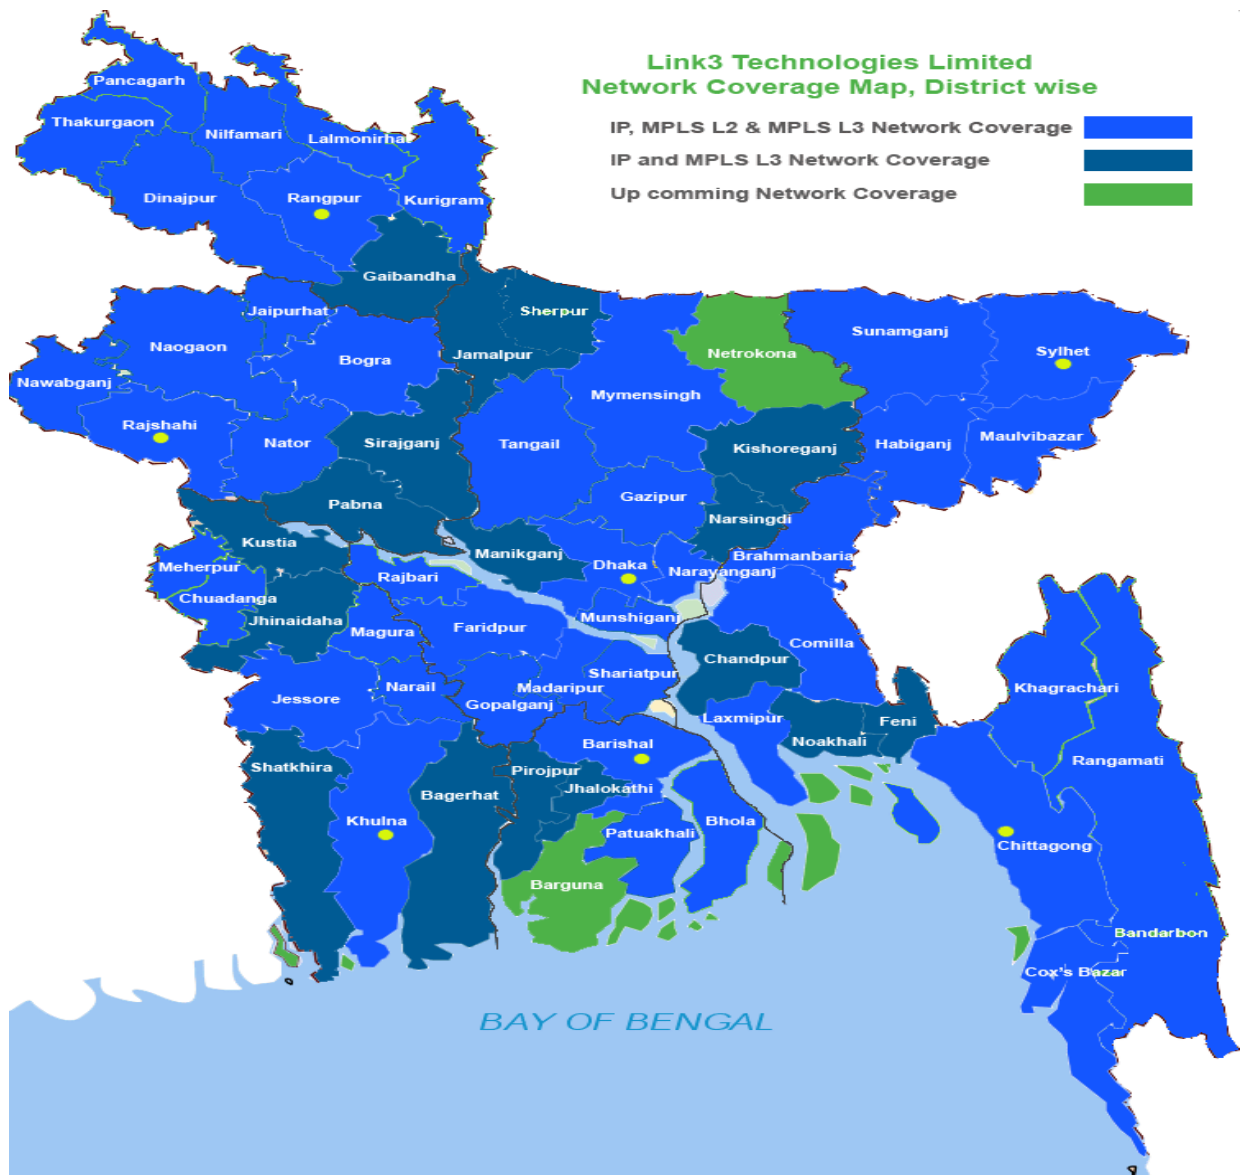 Link3 Technologies Limited
Network Coverage Map, District wise
IP, MPLS L2 & MPLS L3 Network Coverage
IP and MPLS L3 Network Coverage
Up comming Network Coverage
Pancagarh
Thakurgaon
Nilfamari
Lalmonirhat
Dinajpur
Rangpur
Kurigram
Gaibandha
Jaipurhat
Sherpur
Naogaon
Bogra
Jamalpur
Netrokona
Sunamganj
Sylhet
Nawabganj
Mymensingh
Rajshahi
Nator
Sirajganj
Tangail
Kishoreganj
Habiganj
Maulvibazar
Pabna
Gazipur
Narsingdi
Kustia
Manikganj
Brahmanbaria
Meherpur
Rajbari
Dhaka
Narayanganj
Chuadanga
Jhinaidaha
Magura
Faridpur
Munshiganj
Comilla
Chandpur
Shariatpur
Jessore
Narail
Madaripur
Gopalganj
Khagrachari
Laxmipur
Feni
Noakhali
Barishal
Shatkhira
Pirojpur
Rangamati
Bagerhat
Jhalokathi
Khulna
Patuakhali
Bhola
Chittagong
Barguna
Bandarbon
Cox's Bazar
BAY OF BENGAL